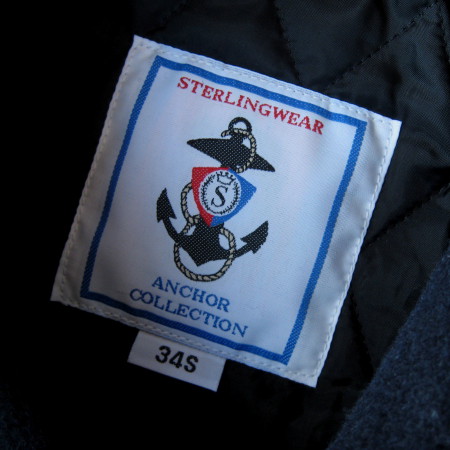 STERLINGWEAR
S
ANCHOR
COLLECTION
34S